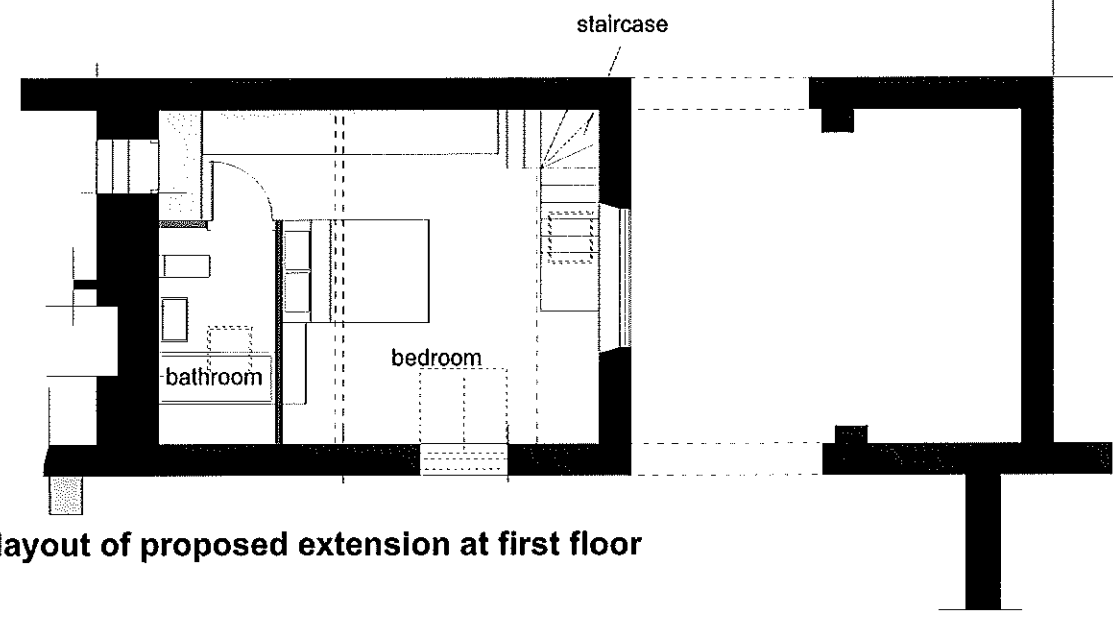 staircase
bedroom
bathroom
layout of proposed extension at first floor